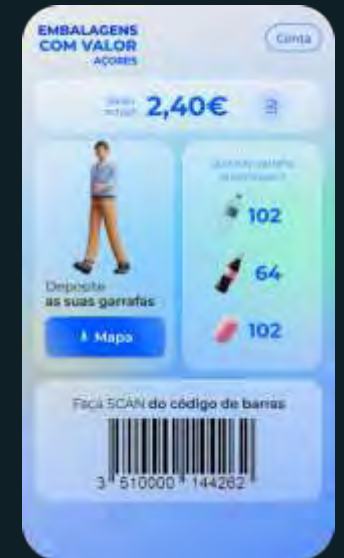 EMBALAGENS
COM VALOR
AÇORES
Conta
2,40€
Deposite
as suas garrafas
Mapa
102
64
102
Faça SCAN do código de barras
3 510000 144262